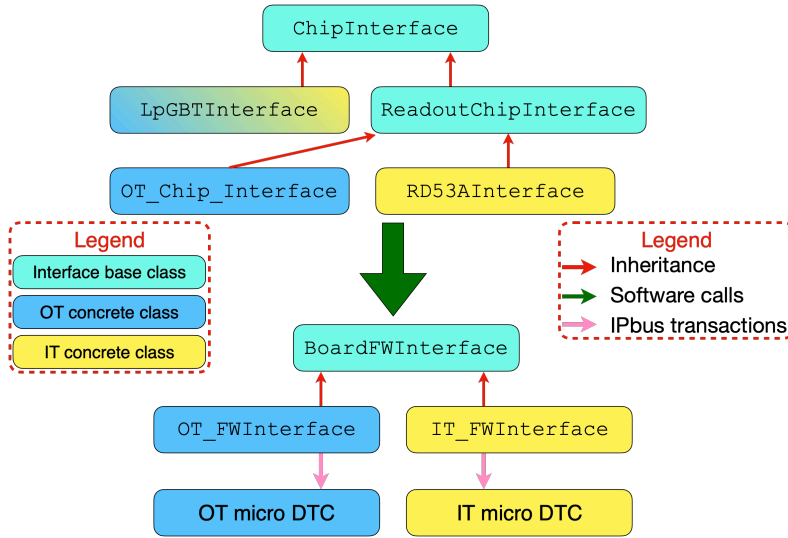 ChipInterface
LpGBTInterface
ReadoutChipInterface
OT_Chip_Interface
RD53AInterface
Legend
Interface base class
OT concrete class
IT concrete class
Legend
Inheritance
Software calls
IPbus transactions
BoardFWInterface
OT_FWInterface
IT_FWInterface
OT micro DTC
IT micro DTC